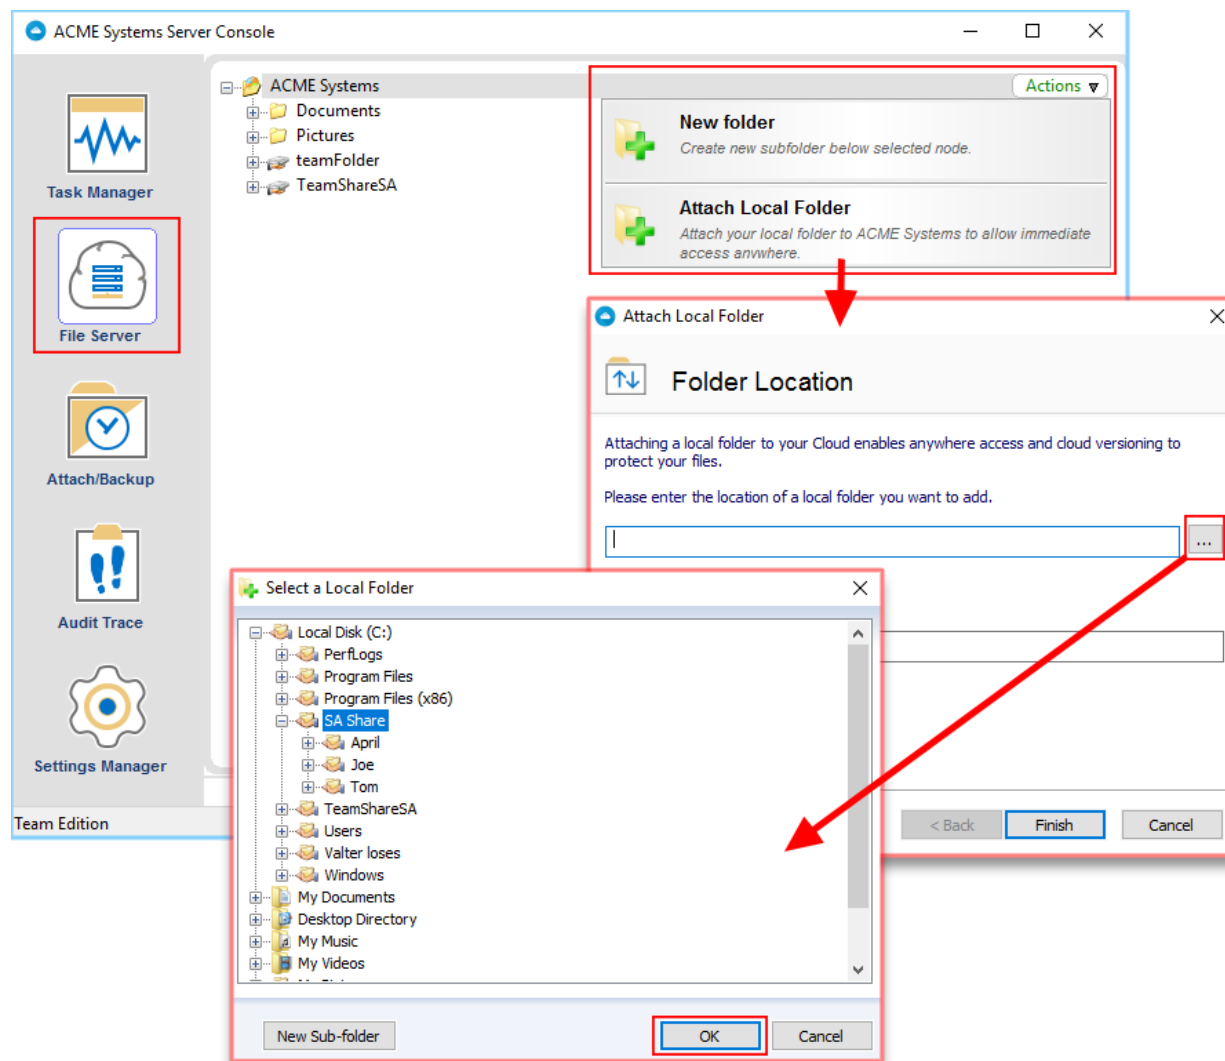 ACME Systems Server Console
Task Manager
File Server
Attach/Backup
Audit Trace
Settings Manager
Team Edition
ACME Systems
Documents
Pictures
teamFolder
TeamShareSA
Actions
New folder
Create new subfolder below selected node.
Attach Local Folder
Attach your local folder to ACME Systems to allow immediate
access anywhere.
Attach Local Folder
Folder Location
Attaching a local folder to your Cloud enables anywhere access and cloud versioning to
protect your files.
Please enter the location of a local folder you want to add.
...
< Back
Finish
Cancel
Select a Local Folder
Local Disk (C:)
PerfLogs
Program Files
Program Files (x86)
SA Share
April
Joe
Tom
TeamShareSA
Users
Valter loses
Windows
My Documents
Desktop Directory
My Music
My Videos
New Sub-folder
OK
Cancel